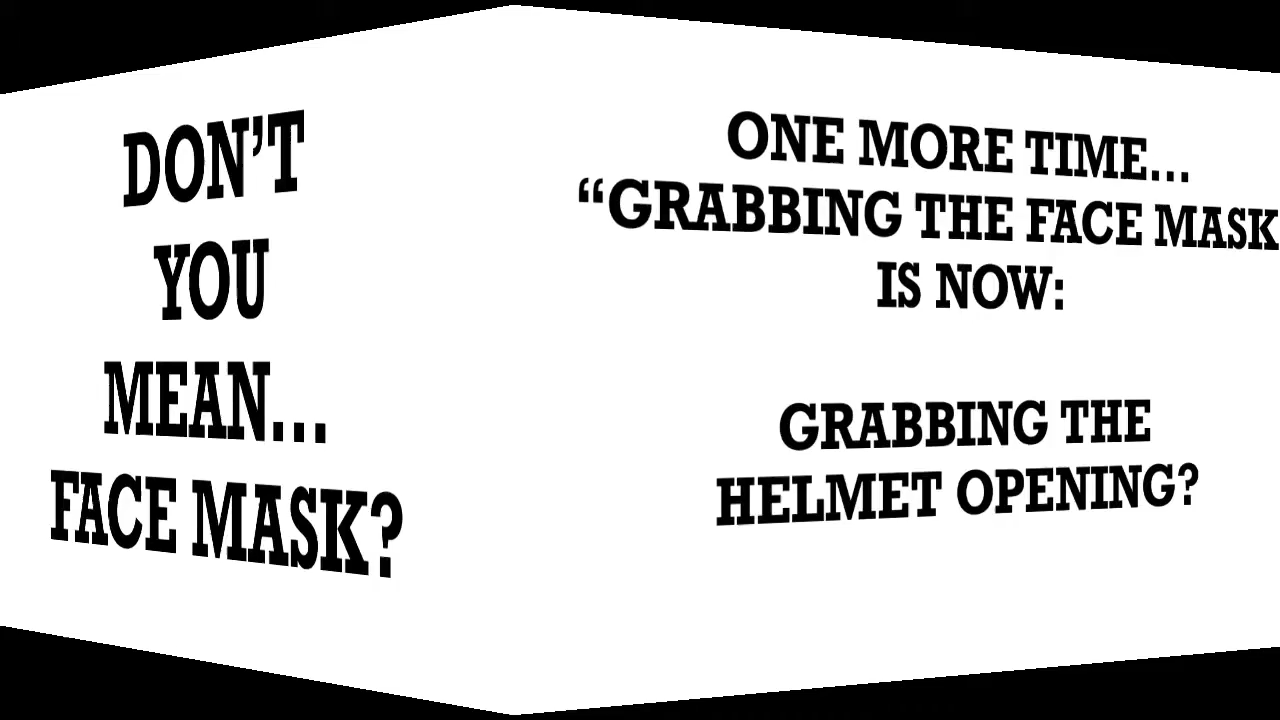 DON’T
YOU
MEAN...
FACE MASK?
ONE MORE TIME...
“GRABBING THE FACE MASK
IS NOW:
GRABBING THE
HELMET OPENING?